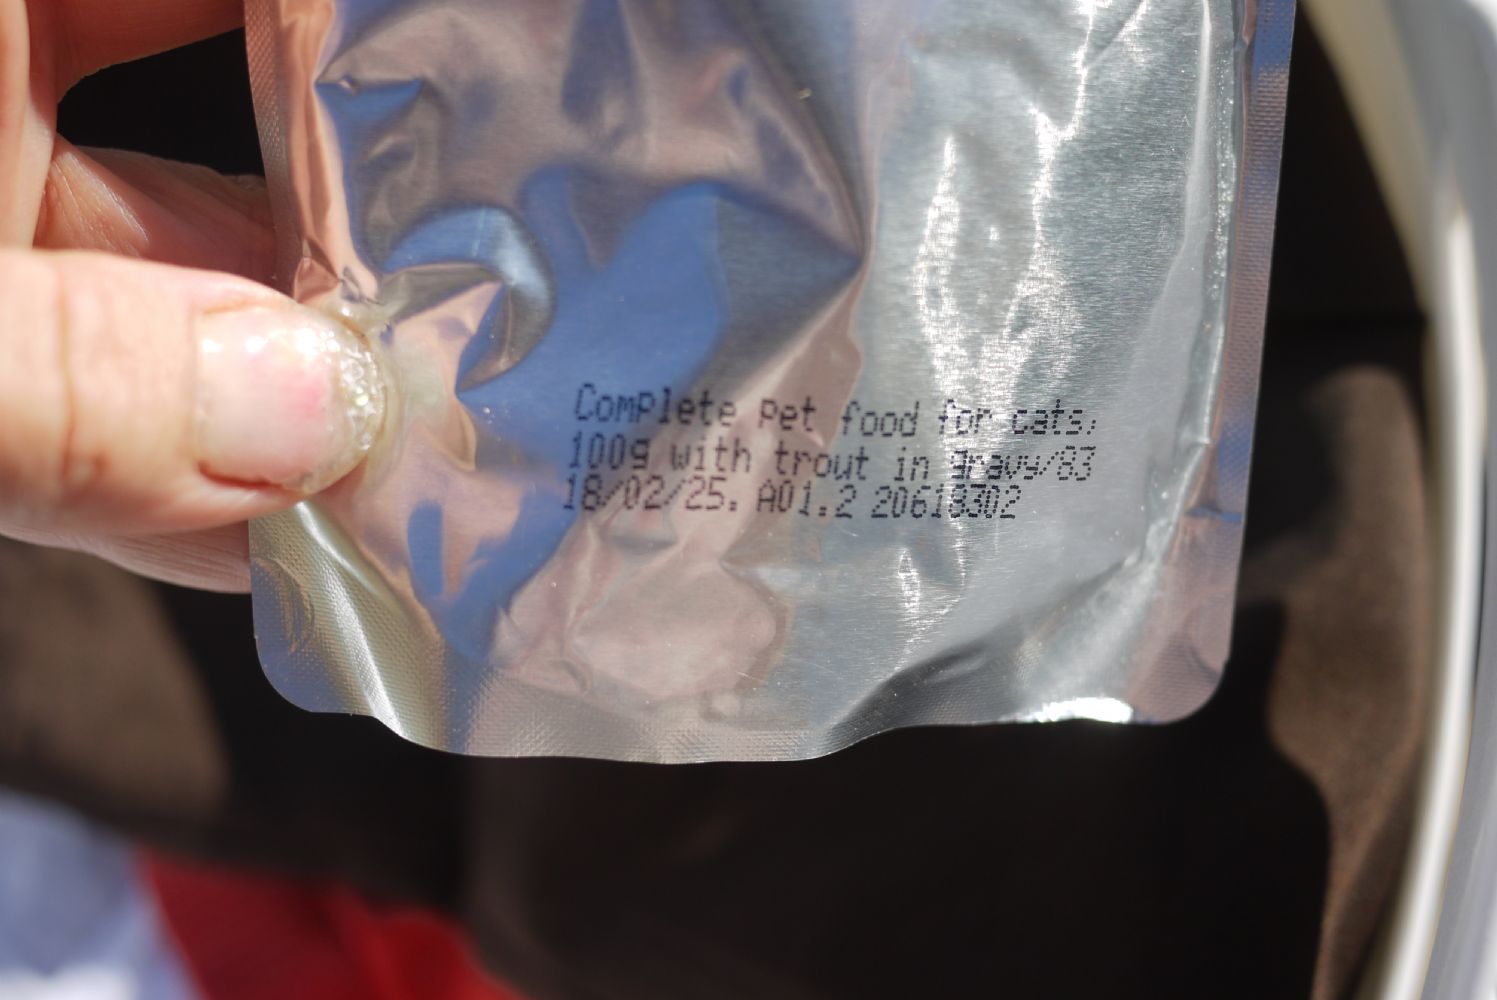 Complete pet food for cats;
100g with trout in gravy/83
18/02/25. A01.2 20618302